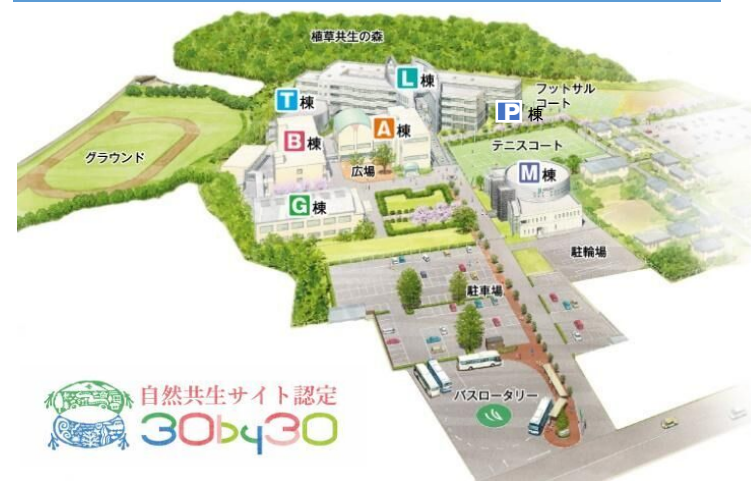 植草共生の森
L棟
フットサル
コート
T棟
P棟
A棟
B棟
テニスコート
グラウンド
広場
M棟
G棟
駐輪場
駐車場
自然共生サイト認定
バスロータリー
30by30